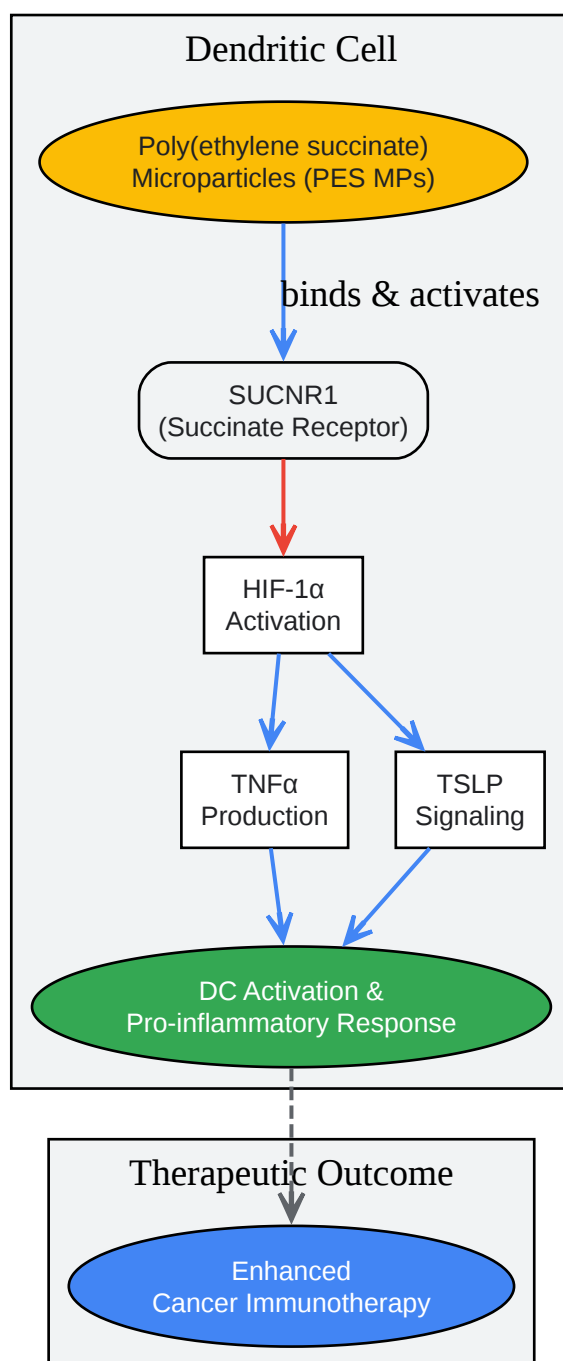 Dendritic Cell
Poly(ethylene succinate)
Microparticles (PES MPs)
binds & activates
SUCNR1
(Succinate Receptor)
HIF-1α
Activation
TNFα
Production
TSLP
Signaling
DC Activation &
Pro-inflammatory Response
Therapeutic Outcome
Enhanced
Cancer Immunotherapy